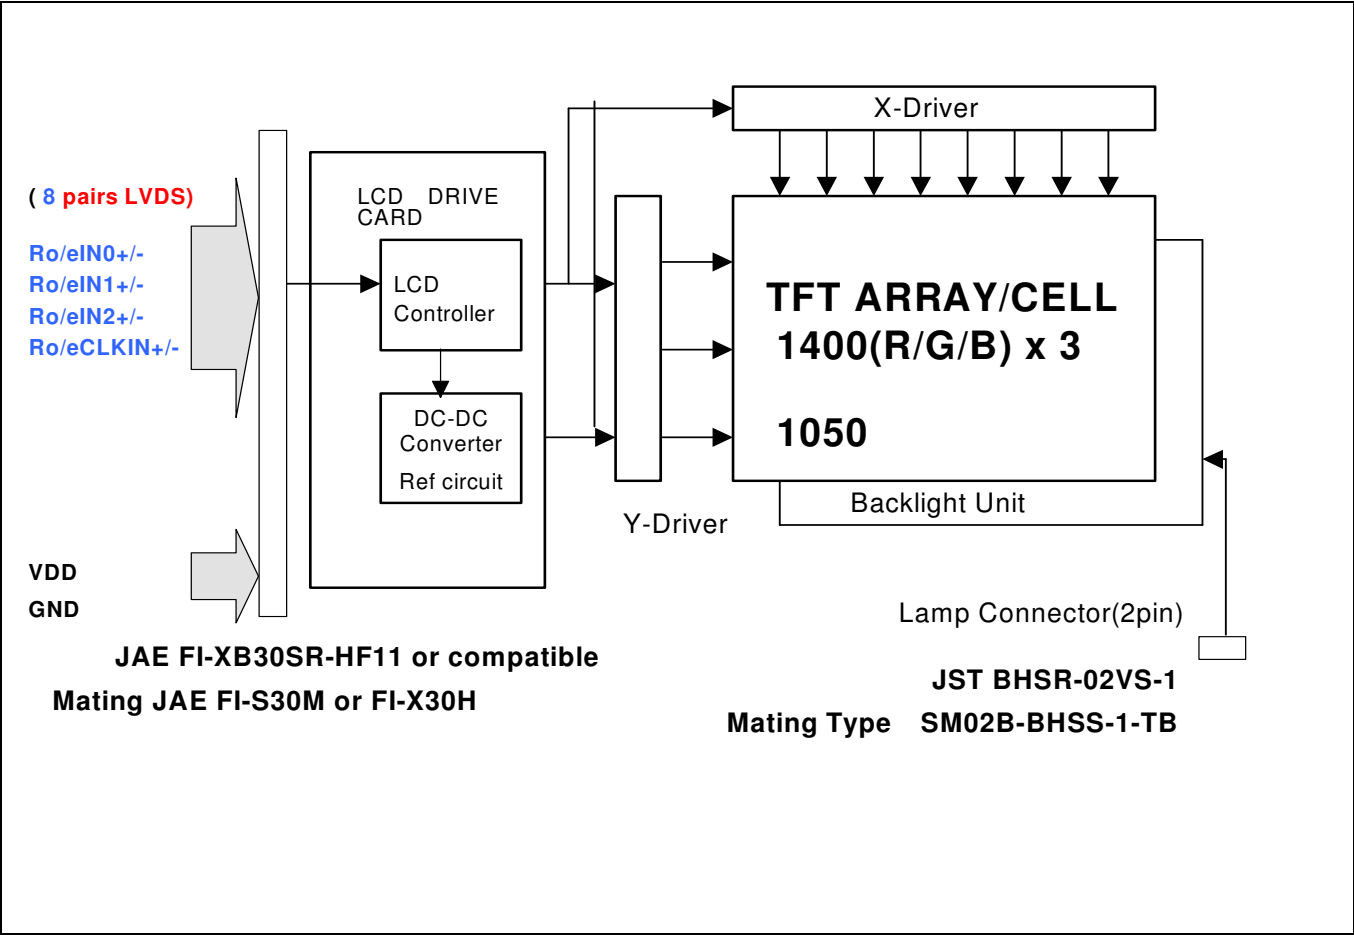 X-Driver
( 8 pairs LVDS)
LCD DRIVE
CARD
Ro/eIN0+/-
Ro/eIN1+/-
Ro/eIN2+/-
Ro/eCLKIN+/-
LCD
Controller
TFT ARRAY/CELL
1400(R/G/B) x 3
1050
DC-DC
Converter
Ref circuit
Backlight Unit
Y-Driver
VDD
GND
Lamp Connector(2pin)
JAE FI-XB30SR-HF11 or compatible
Mating JAE FI-S30M or FI-X30H
JST BHSR-02VS-1
Mating Type SM02B-BHSS-1-TB